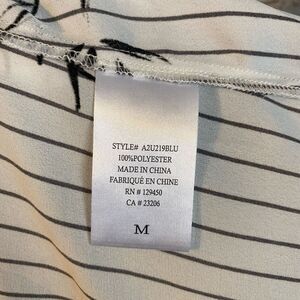 STYLE# A2U219BLU
100%POLYESTER
MADE IN CHINA
FABRIQUÉ EN CHINE
RN # 129450
CA # 23206
M